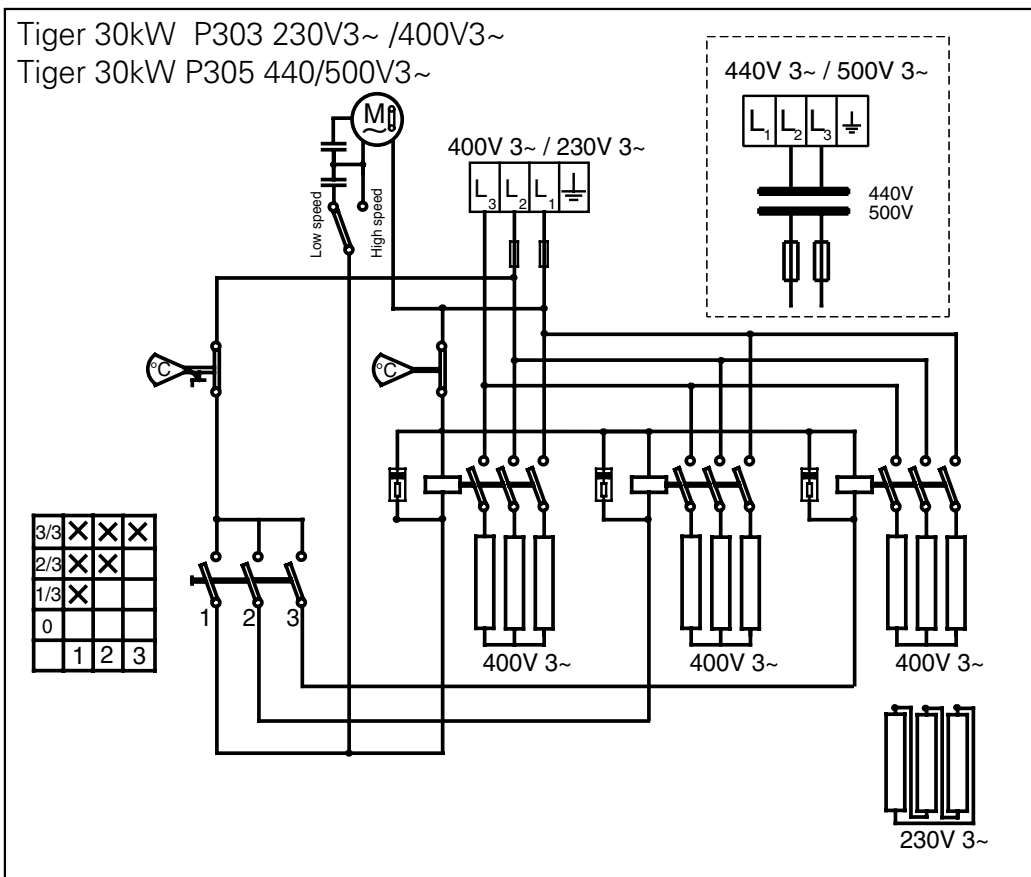 Tiger 30kW P303 230V3~ /400V3~
Tiger 30kW P305 440/500V3~
440V 3~ / 500V 3~
L1 L2 L3
440V
500V
M
~
400V 3~ / 230V 3~
L3 L2 L1
Low speed
High speed
°C
°C
3/3 X X X
2/3 X X
1/3 X
0
1 2 3
1 2 3
400V 3~
400V 3~
400V 3~
230V 3~